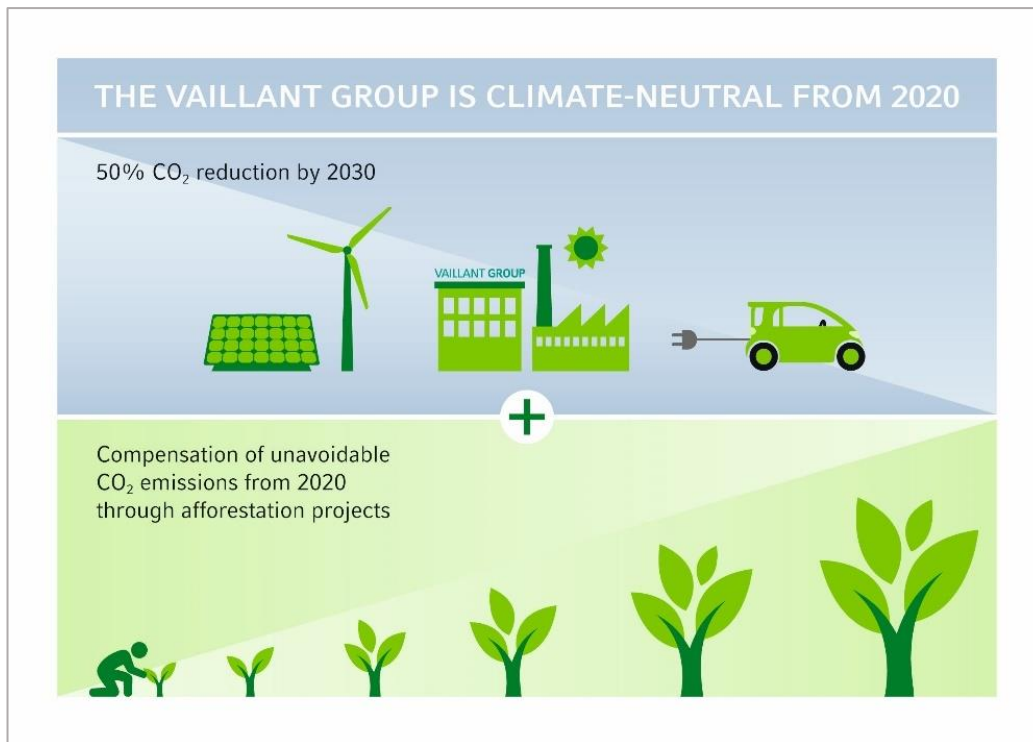 THE VAILLANT GROUP IS CLIMATE-NEUTRAL FROM 2020
50% CO₂ reduction by 2030
VAILLANT GROUP
Compensation of unavoidable
CO₂ emissions from 2020
through afforestation projects